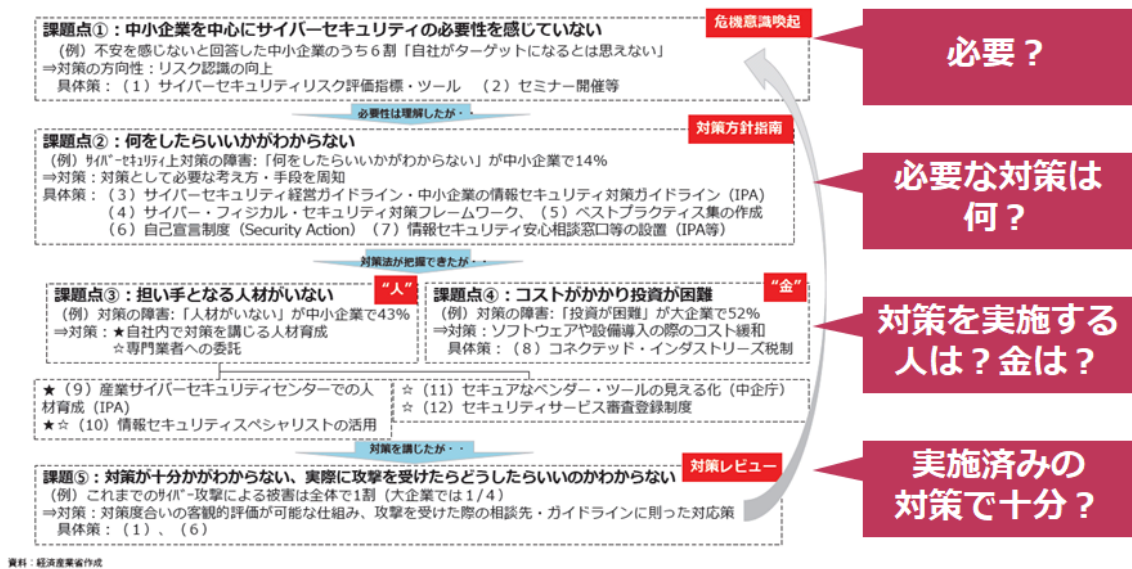 課題点①：中小企業を中心にサイバーセキュリティの必要性を感じていない
危機意識喚起
（例）不安を感じないと回答した中小企業のうち６割「自社がターゲットになるとは思えない」
⇒対策の方向性：リスク認識の向上
具体策：（1）サイバーセキュリティリスク評価指標・ツール　（2）セミナー開催等
必要？
必要性は理解したが・・
課題点②：何をしたらいいかがわからない
対策方針指南
（例）ｻｲﾊﾞｰｾｷｭﾘﾃｨ上対策の障害:「何をしたらいいかがわからない」が中小企業で14%
⇒対策：対策として必要な考え方・手段を周知
具体策：（3）サイバーセキュリティ経営ガイドライン・中小企業の情報セキュリティ対策ガイドライン（IPA）
（4）サイバー・フィジカル・セキュリティ対策フレームワーク、（5）ベストプラクティス集の作成
（6）自己宣言制度（Security Action）（7）情報セキュリティ安心相談窓口等の設置（IPA等）
必要な対策は
何？
対策法が把握できたが・・
課題点③：担い手となる人材がいない
“人”
（例）対策の障害:「人材がいない」が中小企業で43%
⇒対策：★自社内で対策を講じる人材育成
☆専門業者への委託
課題点④：コストがかかり投資が困難
“金”
（例）対策の障害:「投資が困難」が大企業で52%
⇒対策：ソフトウェアや設備導入の際のコスト緩和
具体策：（8）コネクテッド・インダストリーズ税制
対策を実施する
人は？金は？
★（9）産業サイバーセキュリティセンターでの人
材育成（IPA）
★☆（10）情報セキュリティスペシャリストの活用
☆（11）セキュアなベンダー・ツールの見える化（中企庁）
☆（12）セキュリティサービス審査登録制度
対策を講じたが・・
課題⑤：対策が十分かがわからない、実際に攻撃を受けたらどうしたらいいのかわからない
対策レビュー
（例）これまでのｻｲﾊﾞｰ攻撃による被害は全体で1割（大企業では１/４）
⇒対策：対策度合いの客観的評価が可能な仕組み、攻撃を受けた際の相談先・ガイドラインに則った対応策
具体策：（1）、（6）
実施済みの
対策で十分？
資料：経済産業省作成